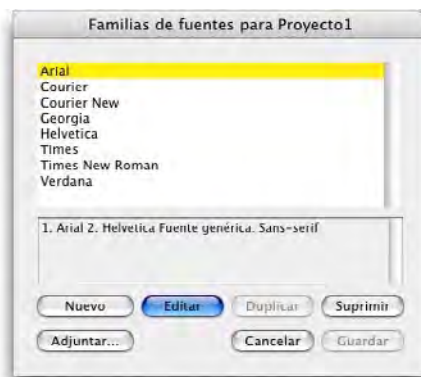 Familias de fuentes para Proyecto1
Arial
Courier
Courier New
Georgia
Helvetica
Times
Times New Roman
Verdana
1. Arial 2. Helvetica Fuente genérica. Sans-serif
Nuevo Editar Duplicar Suprimir
Adjuntar... Cancelar Guardar